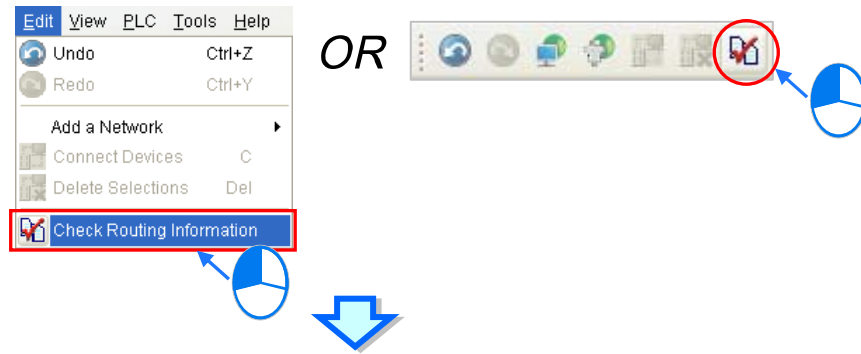 Edit View PLC Tools Help
Undo Ctrl+Z
Redo Ctrl+Y
Add a Network
Connect Devices C
Delete Selections Del
Check Routing Information
OR